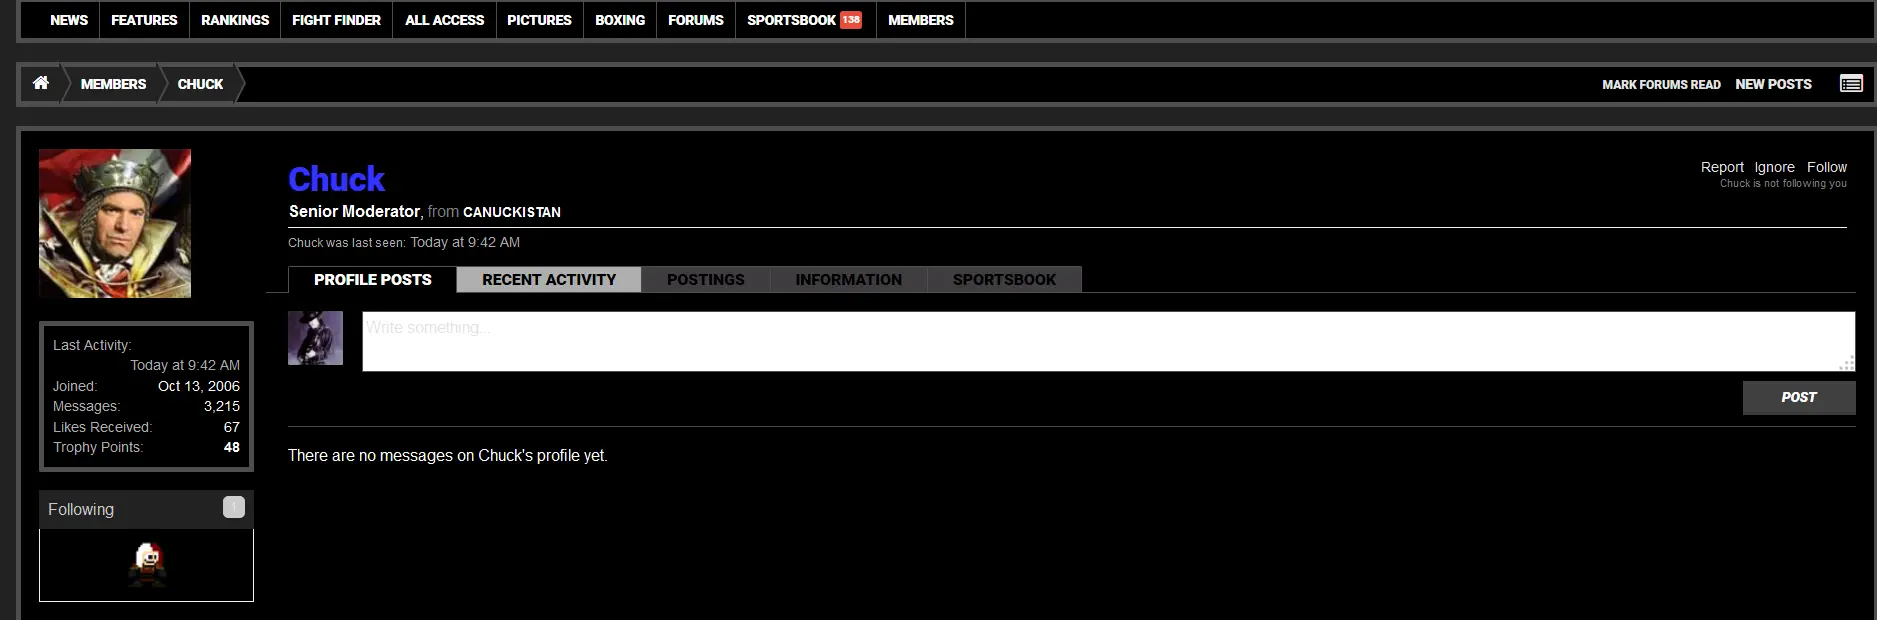 NEWS FEATURES RANKINGS FIGHT FINDER ALL ACCESS PICTURES BOXING FORUMS SPORTSBOOK 138 MEMBERS
MEMBERS CHUCK MARK FORUMS READ NEW POSTS
Chuck
Report Ignore Follow
Chuck is not following you
Senior Moderator, from CANUCKISTAN
Chuck was last seen: Today at 9:42 AM
PROFILE POSTS RECENT ACTIVITY POSTINGS INFORMATION SPORTSBOOK
Write something...
POST
There are no messages on Chuck's profile yet.
Last Activity:
Today at 9:42 AM
Joined: Oct 13, 2006
Messages: 3,215
Likes Received: 67
Trophy Points: 48
Following 1